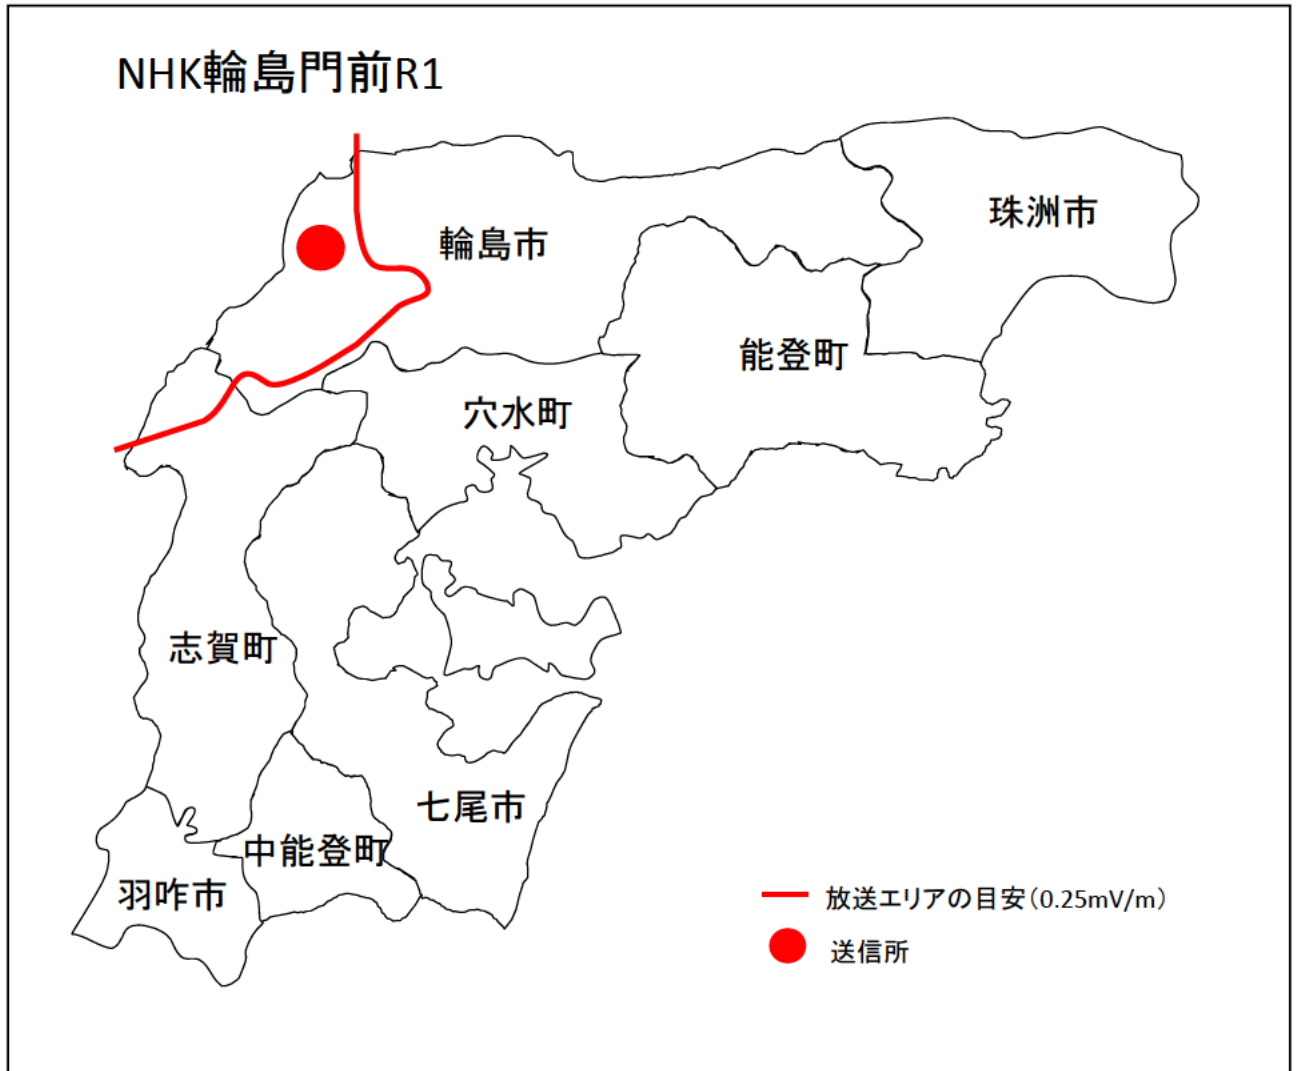 NHK輪島門前R1
珠洲市
輪島市
能登町
穴水町
志賀町
七尾市
中能登町
羽咋市
放送エリアの目安（0.25mV/m）
送信所